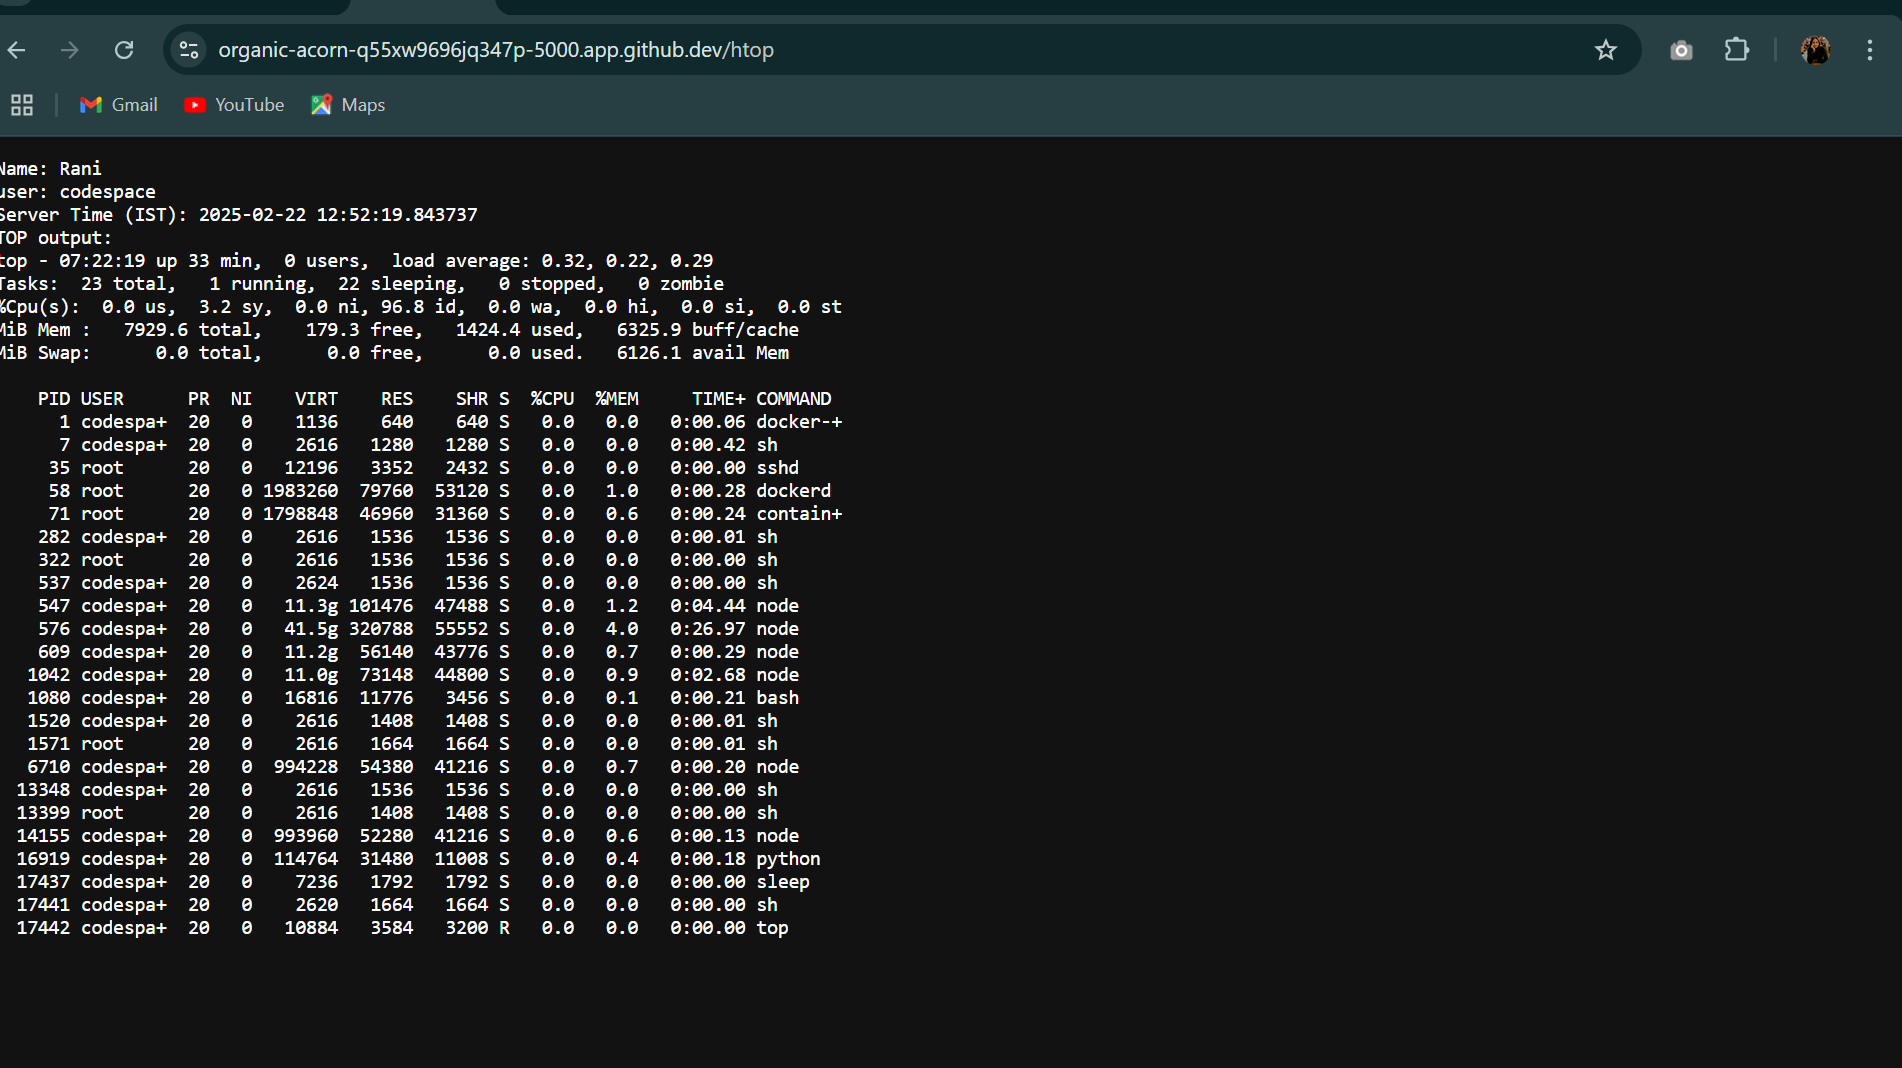 organic-acorn-q55xw9696jq347p-5000.app.github.dev/htop
Gmail YouTube Maps
Name: Rani
user: codespace
Server Time (IST): 2025-02-22 12:52:19.843737
TOP output:
top - 07:22:19 up 33 min,  0 users,  load average: 0.32, 0.22, 0.29
Tasks:  23 total,   1 running,  22 sleeping,   0 stopped,   0 zombie
%Cpu(s):  0.0 us,  3.2 sy,  0.0 ni, 96.8 id,  0.0 wa,  0.0 hi,  0.0 si,  0.0 st
MiB Mem :   7929.6 total,    179.3 free,   1424.4 used,   6325.9 buff/cache
MiB Swap:      0.0 total,      0.0 free,      0.0 used.   6126.1 avail Mem
PID USER      PR  NI    VIRT    RES    SHR S  %CPU  %MEM     TIME+ COMMAND
1 codespa+  20   0    1136    640    640 S   0.0   0.0   0:00.06 docker-+
7 codespa+  20   0    2616   1280   1280 S   0.0   0.0   0:00.42 sh
35 root      20   0   12196   3352   2432 S   0.0   0.0   0:00.00 sshd
58 root      20   0 1983260  79760  53120 S   0.0   1.0   0:00.28 dockerd
71 root      20   0 1798848  46960  31360 S   0.0   0.6   0:00.24 contain+
282 codespa+  20   0    2616   1536   1536 S   0.0   0.0   0:00.01 sh
322 root      20   0    2616   1536   1536 S   0.0   0.0   0:00.00 sh
537 codespa+  20   0    2624   1536   1536 S   0.0   0.0   0:00.00 sh
547 codespa+  20   0   11.3g 101476  47488 S   0.0   1.2   0:04.44 node
576 codespa+  20   0   41.5g 320788  55552 S   0.0   4.0   0:26.97 node
609 codespa+  20   0   11.2g  56140  43776 S   0.0   0.7   0:00.29 node
1042 codespa+  20   0   11.0g  73148  44800 S   0.0   0.9   0:02.68 node
1080 codespa+  20   0   16816  11776   3456 S   0.0   0.1   0:00.21 bash
1520 codespa+  20   0    2616   1408   1408 S   0.0   0.0   0:00.01 sh
1571 root      20   0    2616   1664   1664 S   0.0   0.0   0:00.01 sh
6710 codespa+  20   0  994228  54380  41216 S   0.0   0.7   0:00.20 node
13348 codespa+  20   0    2616   1536   1536 S   0.0   0.0   0:00.00 sh
13399 root      20   0    2616   1408   1408 S   0.0   0.0   0:00.00 sh
14155 codespa+  20   0  993960  52280  41216 S   0.0   0.6   0:00.13 node
16919 codespa+  20   0  114764  31480  11008 S   0.0   0.4   0:00.18 python
17437 codespa+  20   0    7236   1792   1792 S   0.0   0.0   0:00.00 sleep
17441 codespa+  20   0    2620   1664   1664 S   0.0   0.0   0:00.00 sh
17442 codespa+  20   0   10884   3584   3200 R   0.0   0.0   0:00.00 top